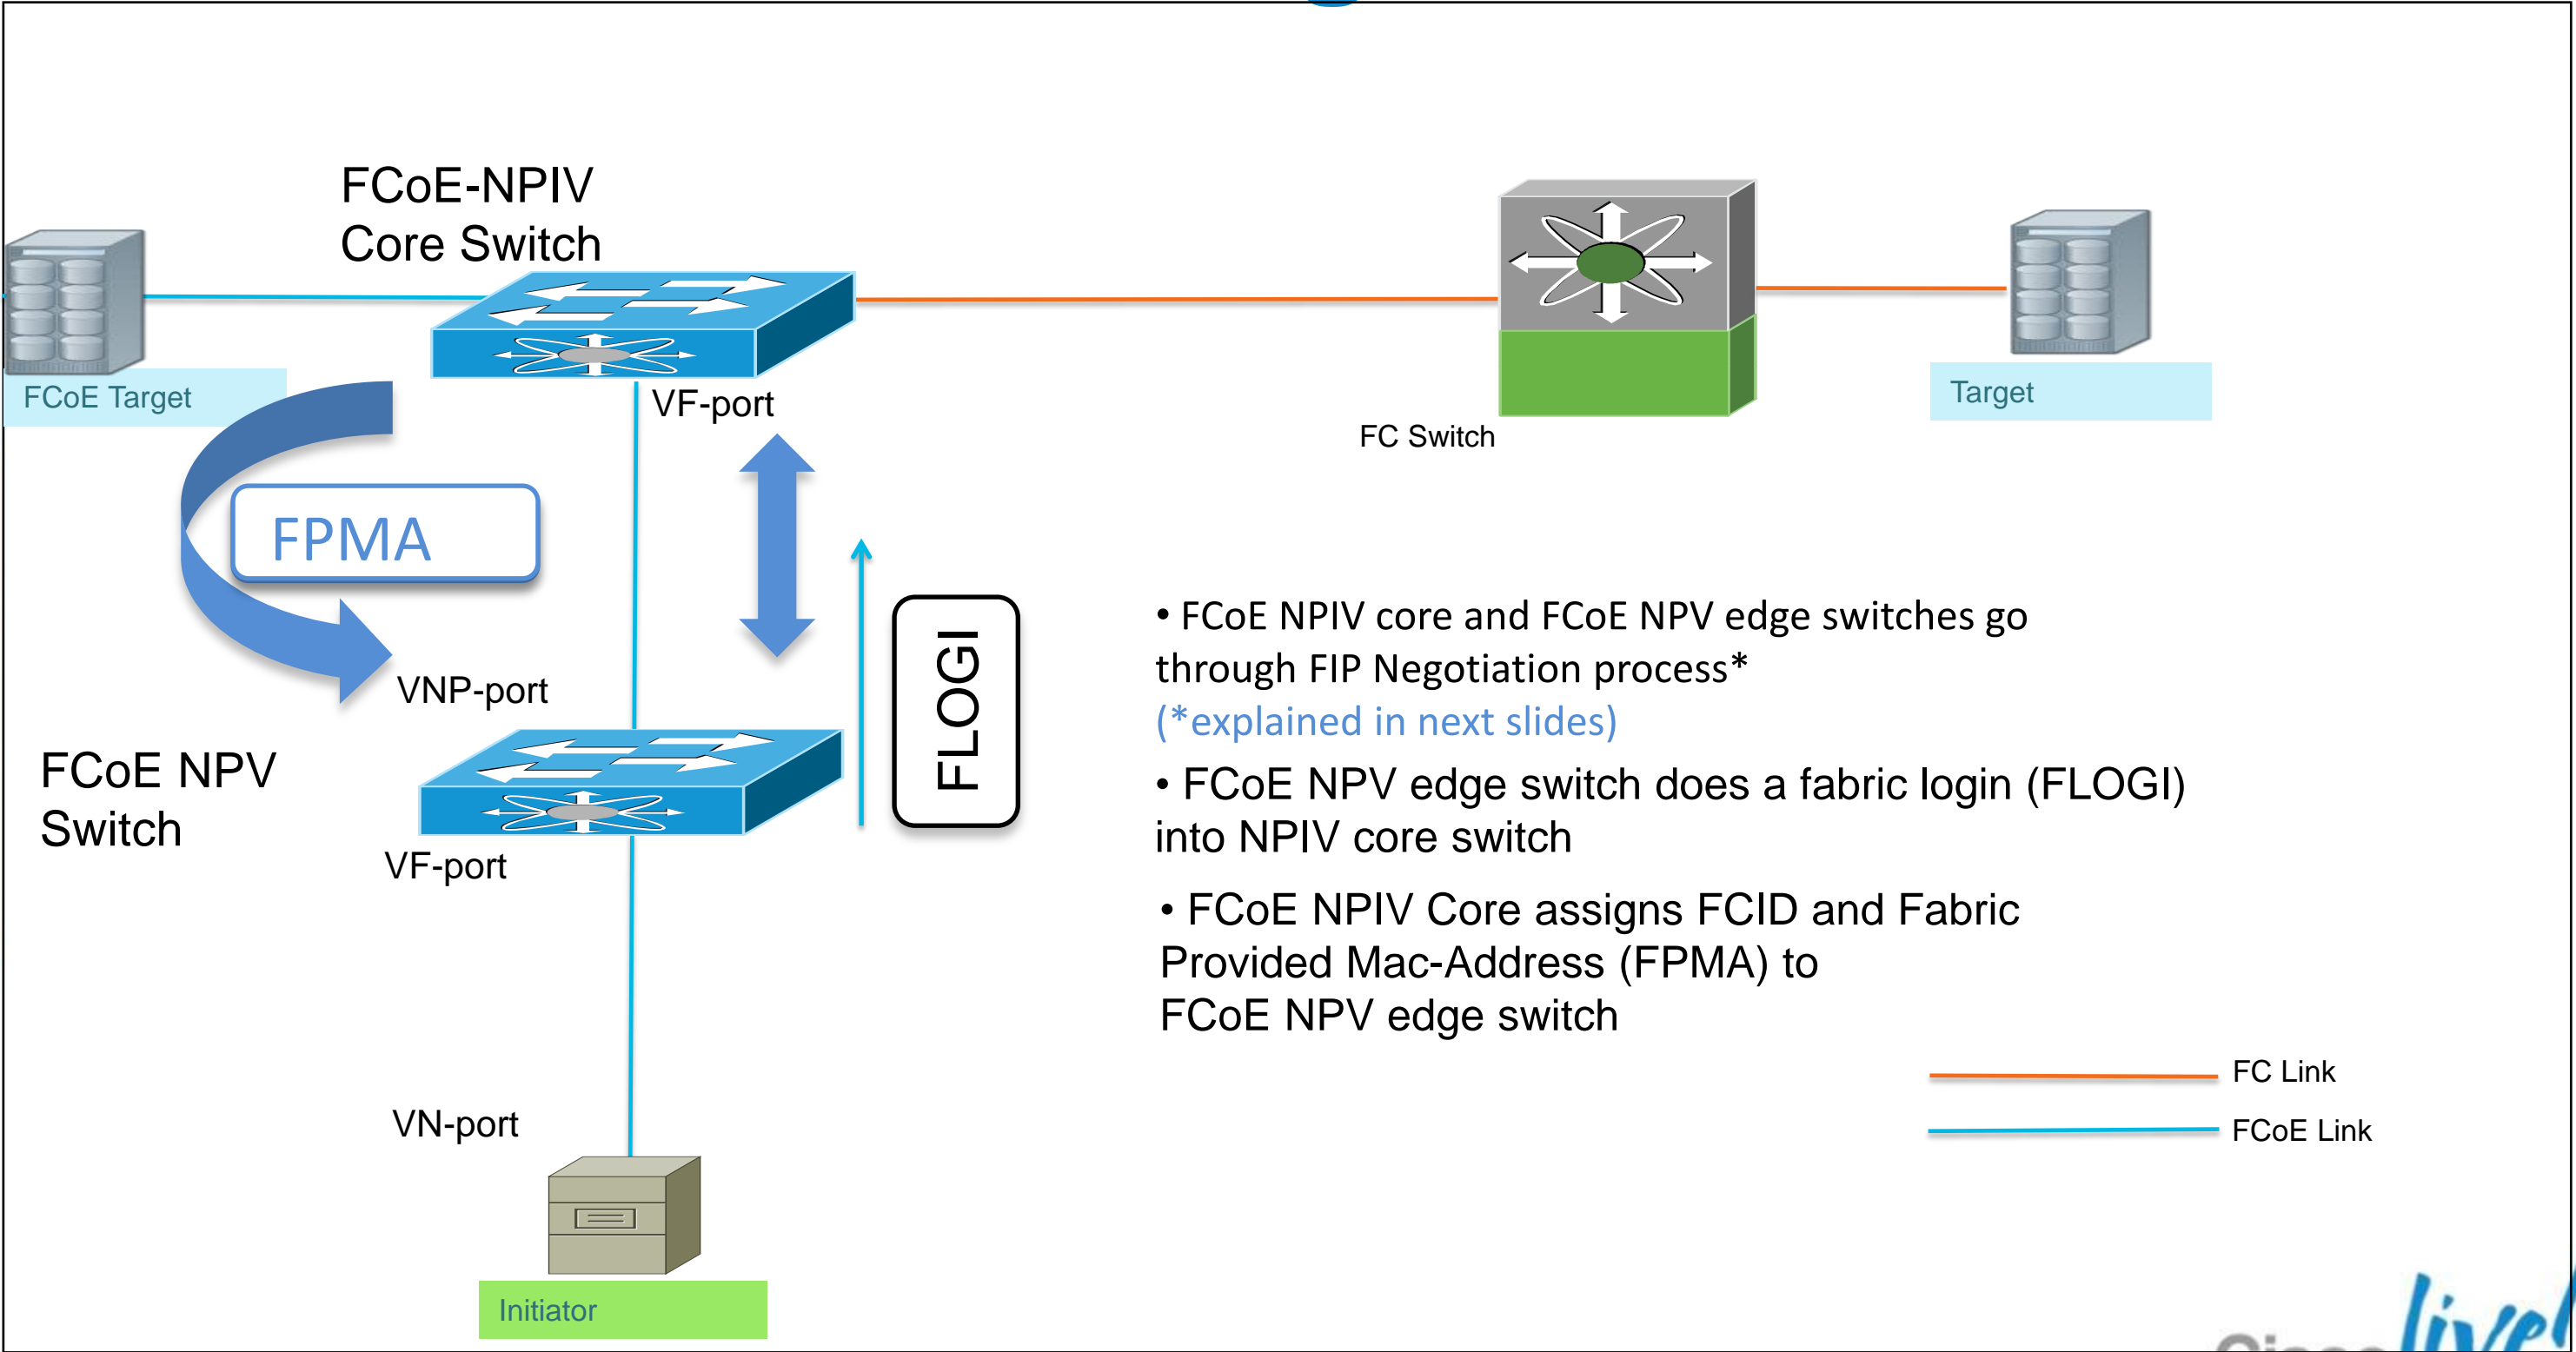 FCoE-NPIV
Core Switch
FCoE Target
VF-port
FC Switch
Target
FPMA
FLOGI
VNP-port
FCoE NPV
Switch
VF-port
VN-port
Initiator
• FCoE NPIV core and FCoE NPV edge switches go
through FIP Negotiation process*
(*explained in next slides)
• FCoE NPV edge switch does a fabric login (FLOGI)
into NPIV core switch
• FCoE NPIV Core assigns FCID and Fabric
Provided Mac-Address (FPMA) to
FCoE NPV edge switch
FC Link
FCoE Link
Cisco live!